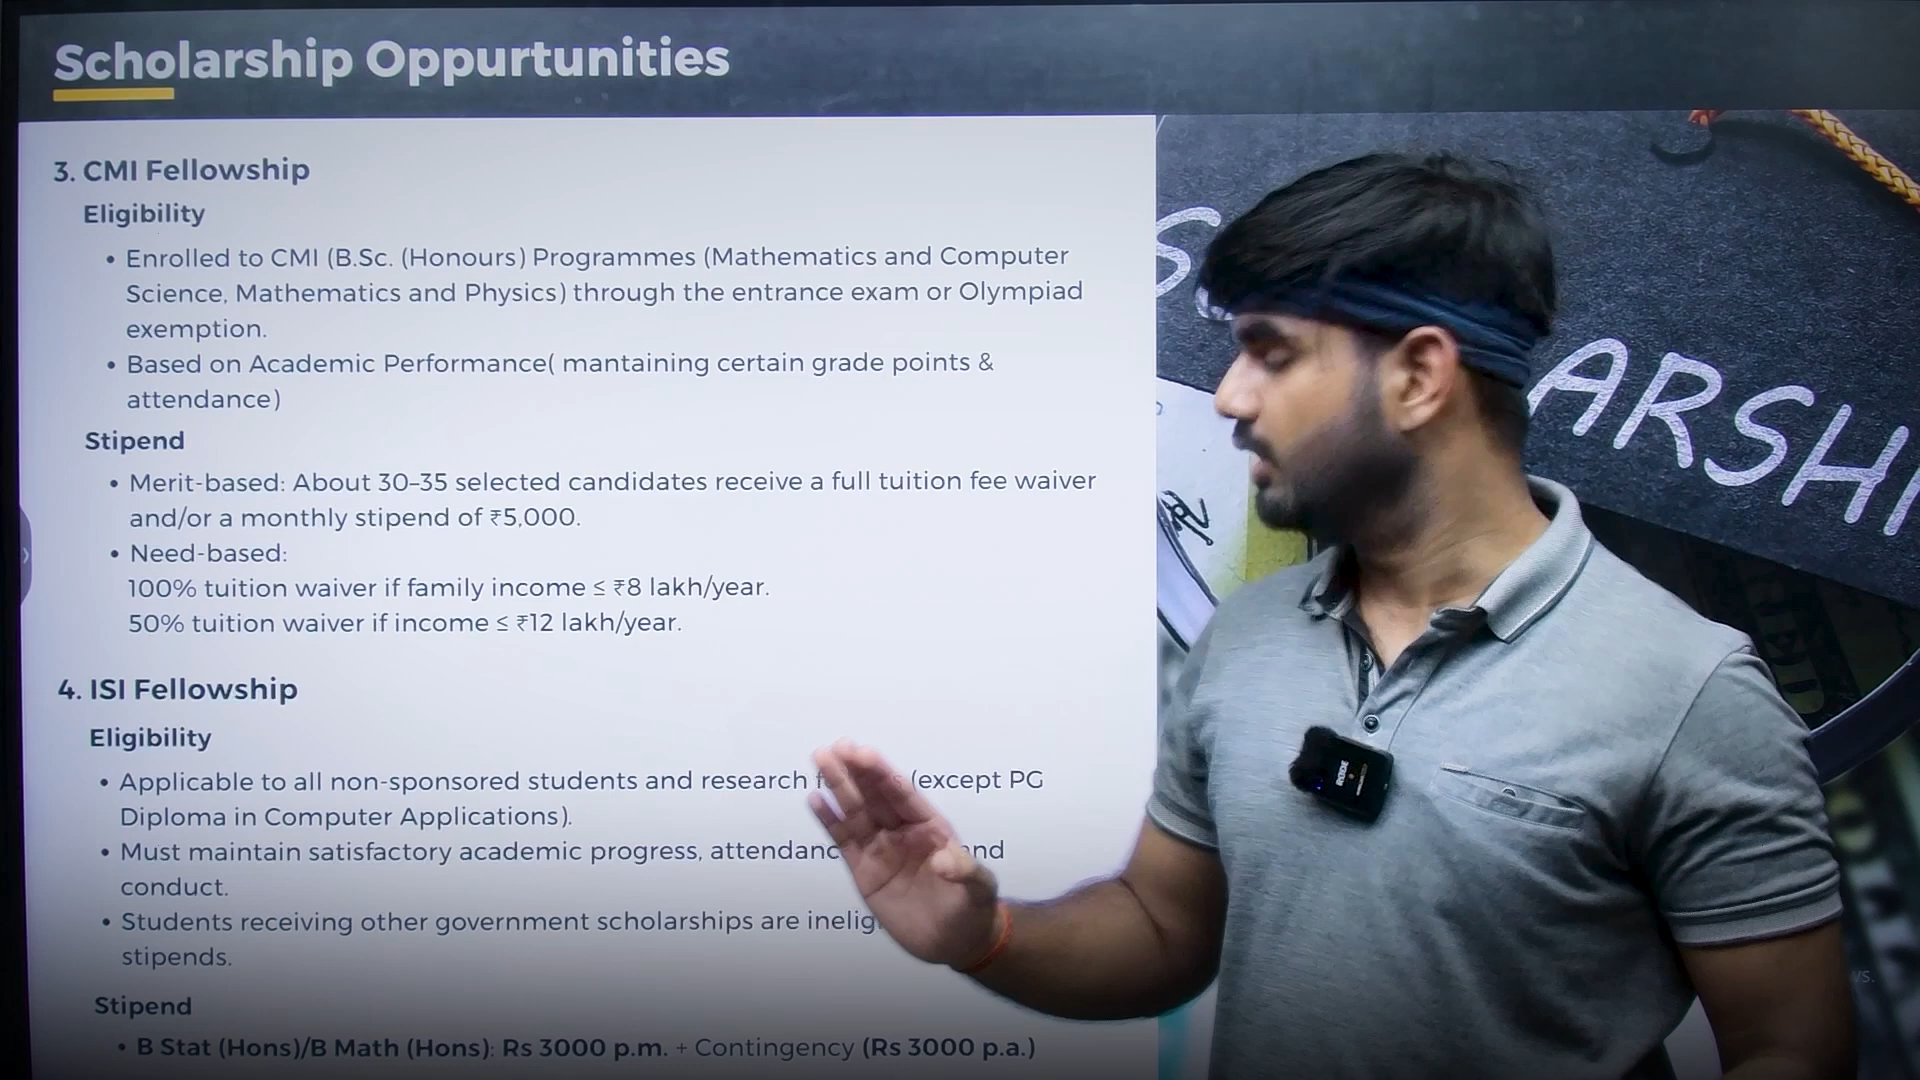 Scholarship Oppurtunities
3. CMI Fellowship
Eligibility
• Enrolled to CMI (B.Sc. (Honours) Programmes (Mathematics and Computer
Science, Mathematics and Physics) through the entrance exam or Olympiad
exemption.
• Based on Academic Performance( mantaining certain grade points &
attendance)
Stipend
• Merit-based: About 30–35 selected candidates receive a full tuition fee waiver
and/or a monthly stipend of ₹5,000.
• Need-based:
100% tuition waiver if family income ≤ ₹8 lakh/year.
50% tuition waiver if income ≤ ₹12 lakh/year.
4. ISI Fellowship
Eligibility
• Applicable to all non-sponsored students and research (except PG
Diploma in Computer Applications).
• Must maintain satisfactory academic progress, and
conduct.
• Students receiving other government scholarships are
stipends.
Stipend
• B Stat (Hons)/B Math (Hons): Rs 3000 p.m. + Contingency (Rs 3000 p.a.)
ARSHI
RODE